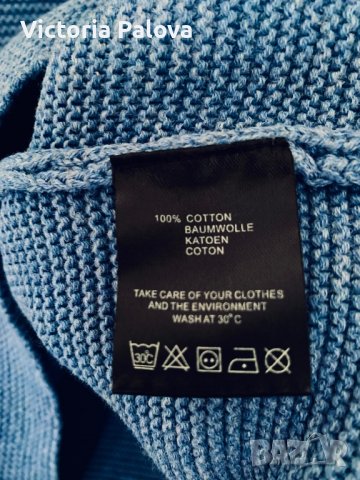 Victoria Palova
100% COTTON
BAUMWOLLE
KATOEN
COTON
TAKE CARE OF YOUR CLOTHES
AND THE ENVIRONMENT
WASH AT 30°C
30°C
BAZAR